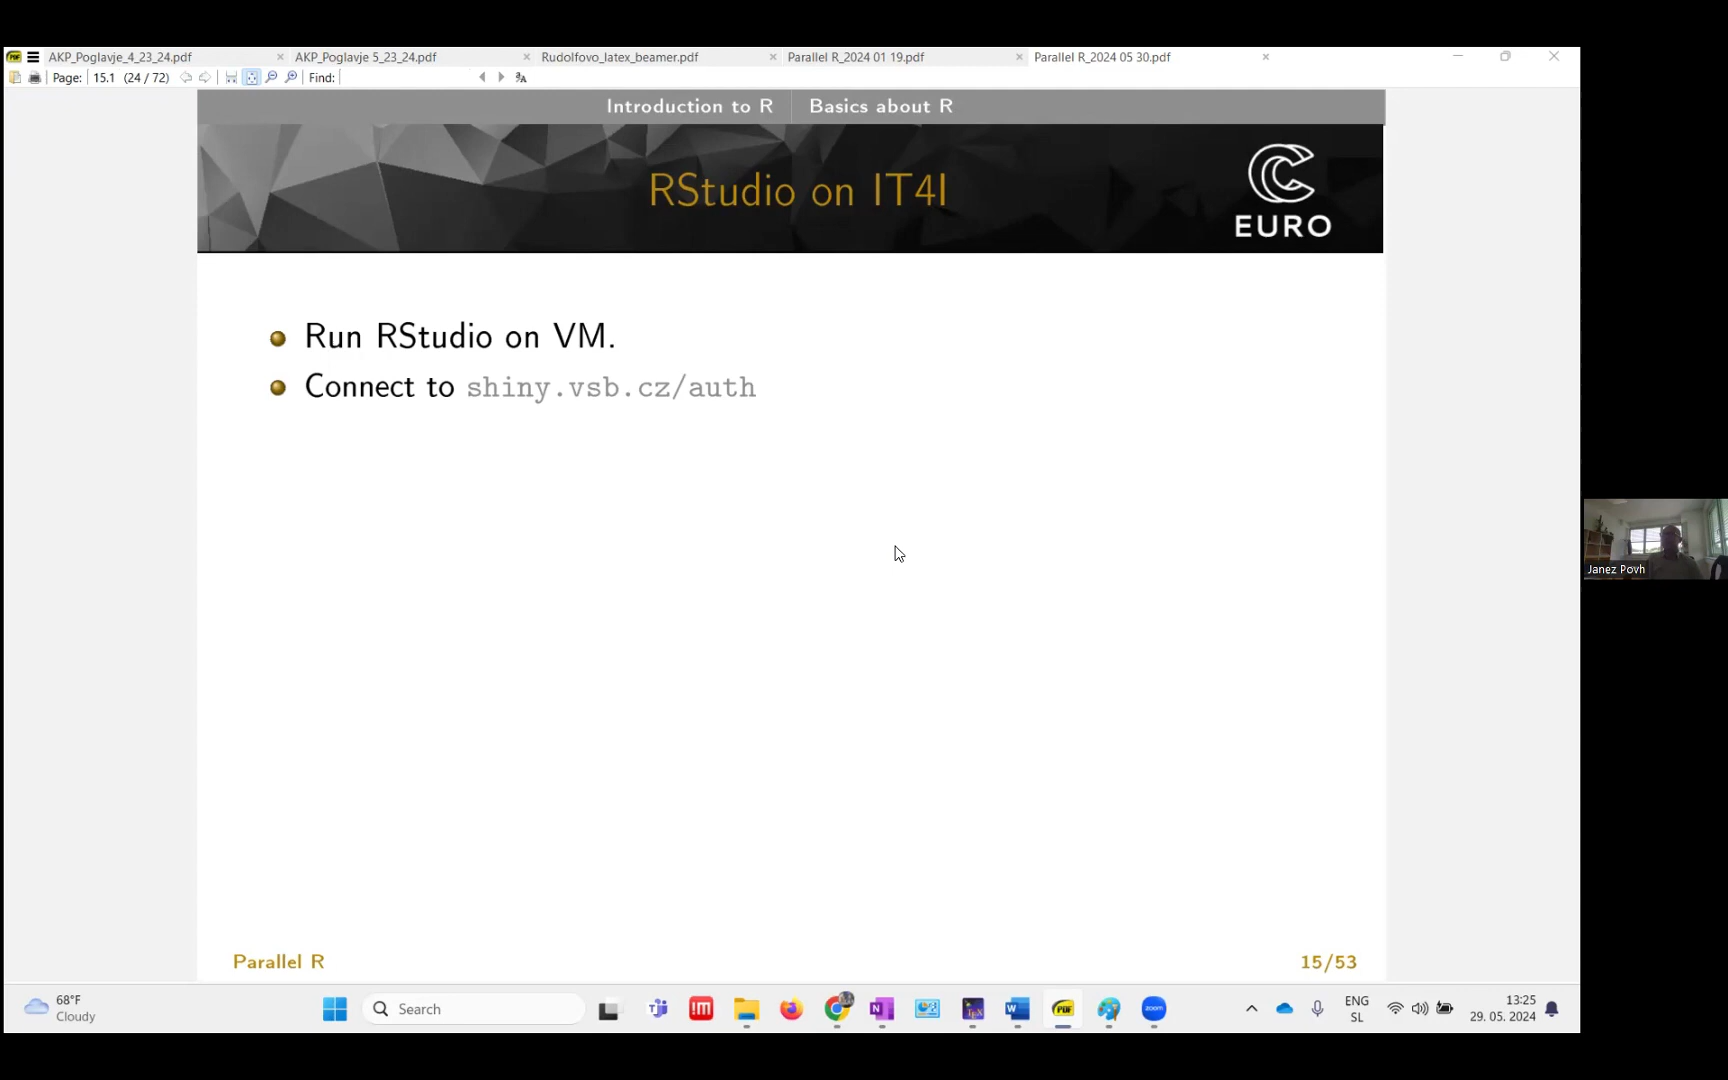 AKP_Poglavje_4_23_24.pdf
AKP_Poglavje 5_23_24.pdf
Rudolfovo_latex_beamer.pdf
Parallel R_2024 01 19.pdf
Parallel R_2024 05 30.pdf
Page: 15.1 (24 / 72)
Find:
Introduction to R
Basics about R
RStudio on IT4I
EURO
Run RStudio on VM.
Connect to shiny.vsb.cz/auth
Janez Povh
Parallel R
15/53
68°F
Cloudy
Search
ENG
SL
13:25
29. 05. 2024